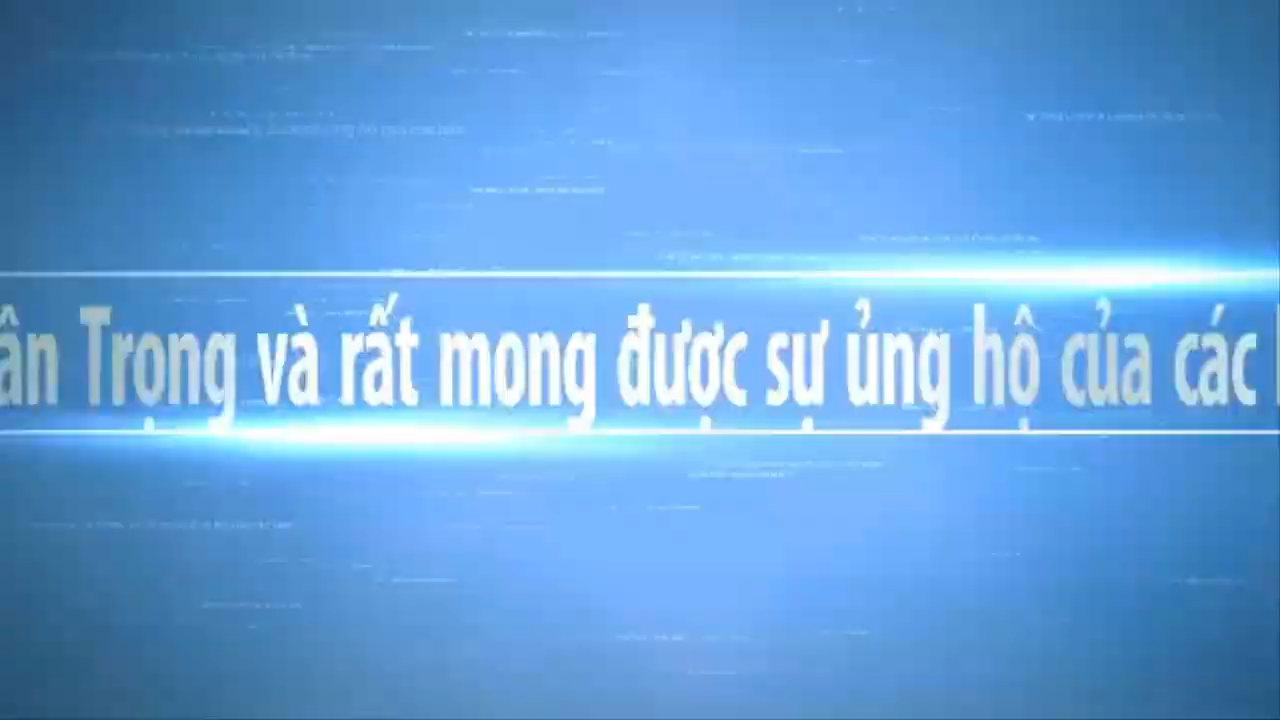 ân Trọng và rất mong được sự ủng hộ của các